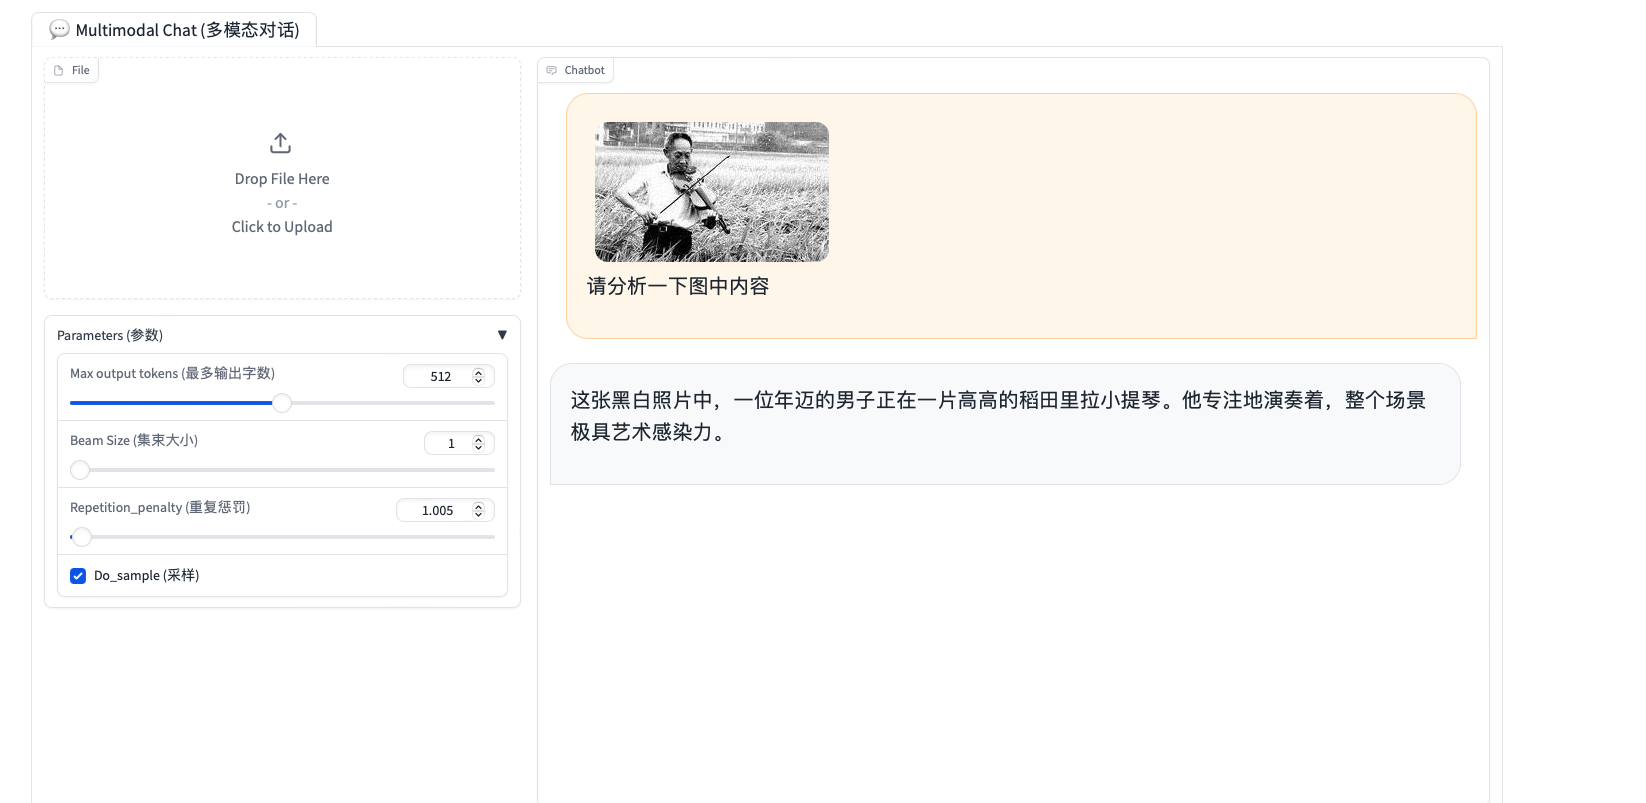 Multimodal Chat (多模态对话)
File
Drop File Here
- or -
Click to Upload
Parameters (参数)
▼
Max output tokens (最多输出字数)
512
Beam Size (集束大小)
1
Repetition_penalty (重复惩罚)
1.005
Do_sample (采样)
Chatbot
请分析一下图中内容
这张黑白照片中，一位年迈的男子正在一片高高的稻田里拉小提琴。他专注地演奏着，整个场景
极具艺术感染力。